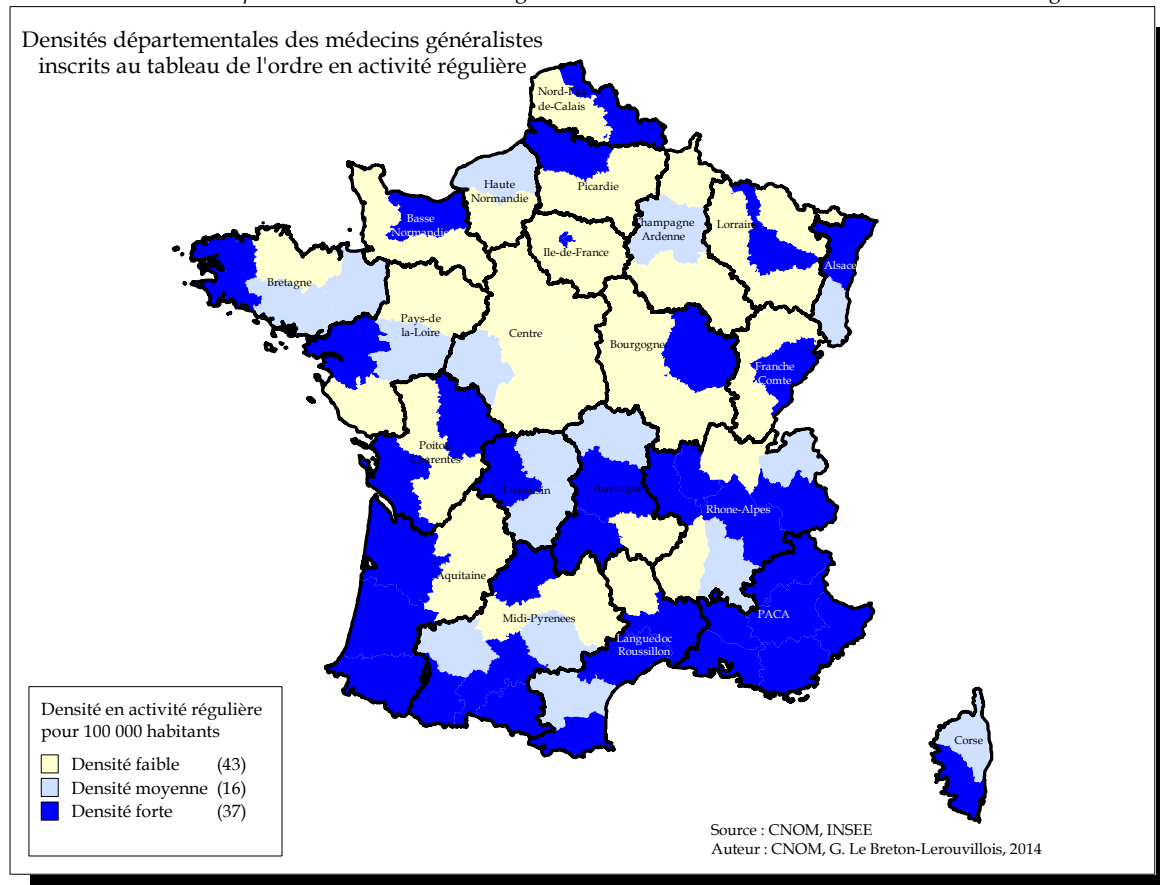 Densités départementales des médecins généralistes
inscrits au tableau de l'ordre en activité régulière
Nord-Pas
de-Calais
Haute
Normandie
Picardie
Basse
Normandie
Champagne
Ardenne
Lorraine
Ile-de-France
Alsace
Bretagne
Pays-de
la-Loire
Centre
Bourgogne
Franche
Comte
Poitou
Charentes
Limousin
Auvergne
Rhone-Alpes
Aquitaine
Midi-Pyrenees
PACA
Languedoc
Roussillon
Corse
Densité en activité régulière
pour 100 000 habitants
Densité faible (43)
Densité moyenne (16)
Densité forte (37)
Source : CNOM, INSEE
Auteur : CNOM, G. Le Breton-Lerouvillois, 2014